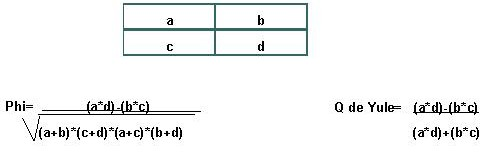 a b
c d
Phi= (a*d)-(b*c)
√(a+b)*(c+d)*(a+c)*(b+d)
Q de Yule= (a*d)-(b*c)
(a*d)+(b*c)